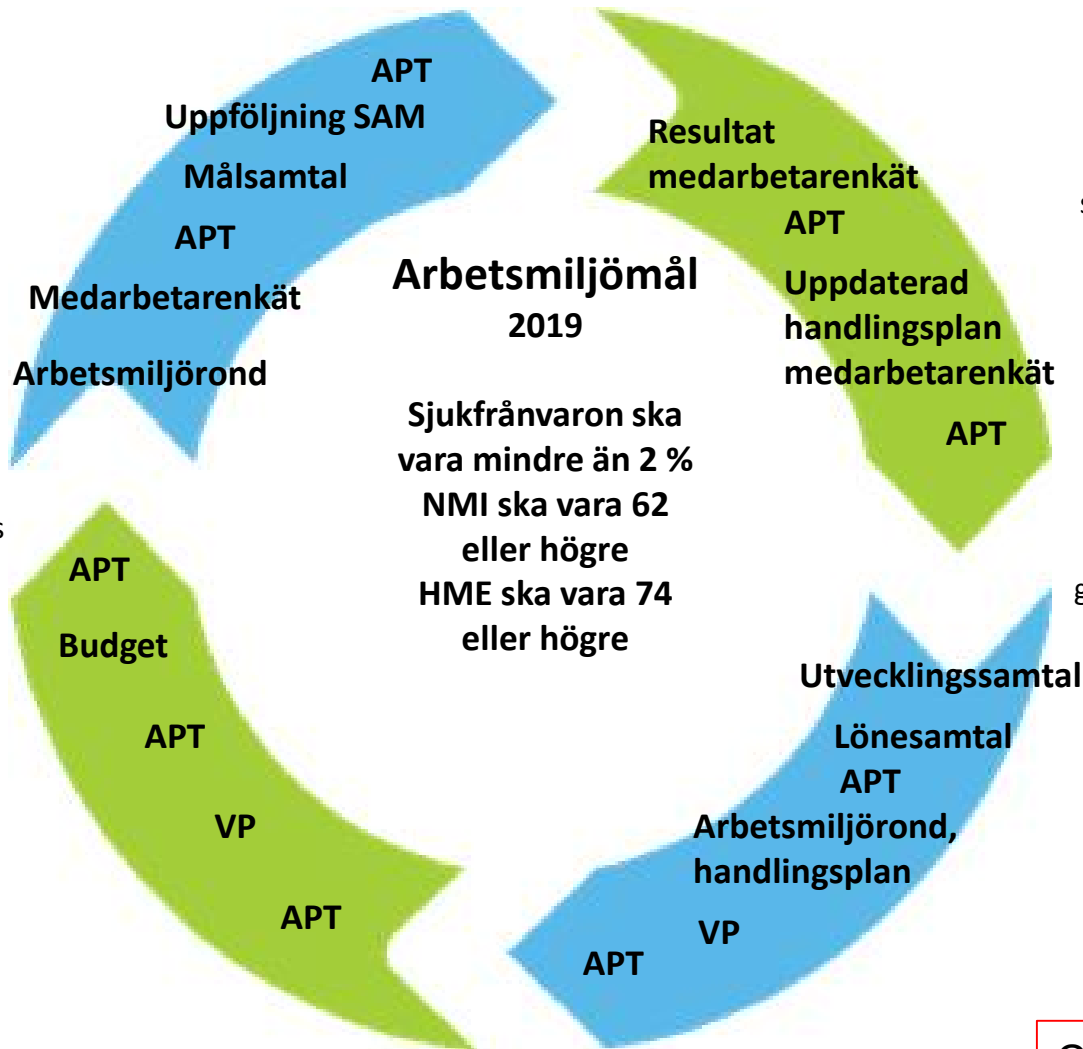 APT
Uppföljning SAM
Målsamtal
APT
Medarbetarenkät
Arbetsmiljörond
Resultat
medarbetarenkät
APT
Uppdaterad
handlingsplan
medarbetarenkät
APT
Arbetsmiljömål
2019
Sjukfrånvaron ska
vara mindre än 2 %
NMI ska vara 62
eller högre
HME ska vara 74
eller högre
Utvecklingssamtal
Lönesamtal
APT
Arbetsmiljörond,
handlingsplan
VP
APT
APT
Budget
APT
VP
APT